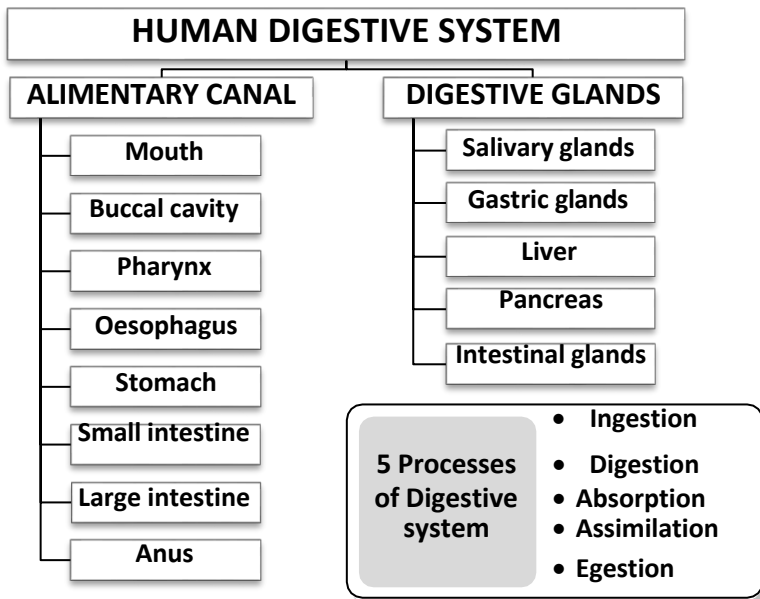 HUMAN DIGESTIVE SYSTEM
ALIMENTARY CANAL
Mouth
Buccal cavity
Pharynx
Oesophagus
Stomach
Small intestine
Large intestine
Anus
DIGESTIVE GLANDS
Salivary glands
Gastric glands
Liver
Pancreas
Intestinal glands
5 Processes
of Digestive
system
• Ingestion
• Digestion
• Absorption
• Assimilation
• Egestion